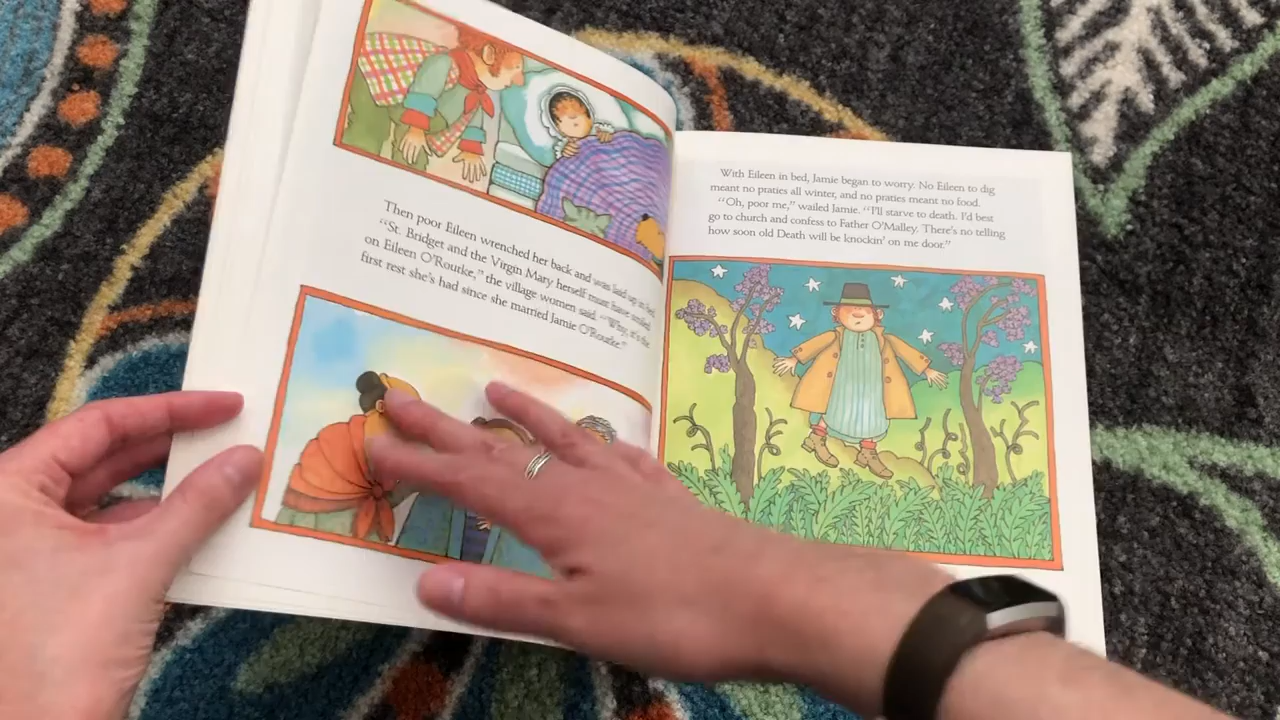 Then poor Eileen wrenched her back and was laid up in bed.
"St. Bridget and the Virgin Mary herself must have smiled
on Eileen O'Rourke," the village women said. "Why, it's the
first rest she's had since she married Jamie O'Rourke."
With Eileen in bed, Jamie began to worry. No Eileen to dig
meant no praties all winter, and no praties meant no food.
"Oh, poor me," wailed Jamie. "I'll starve to death. I'd best
go to church and confess to Father O'Malley. There's no telling
how soon old Death will be knockin' on me door."